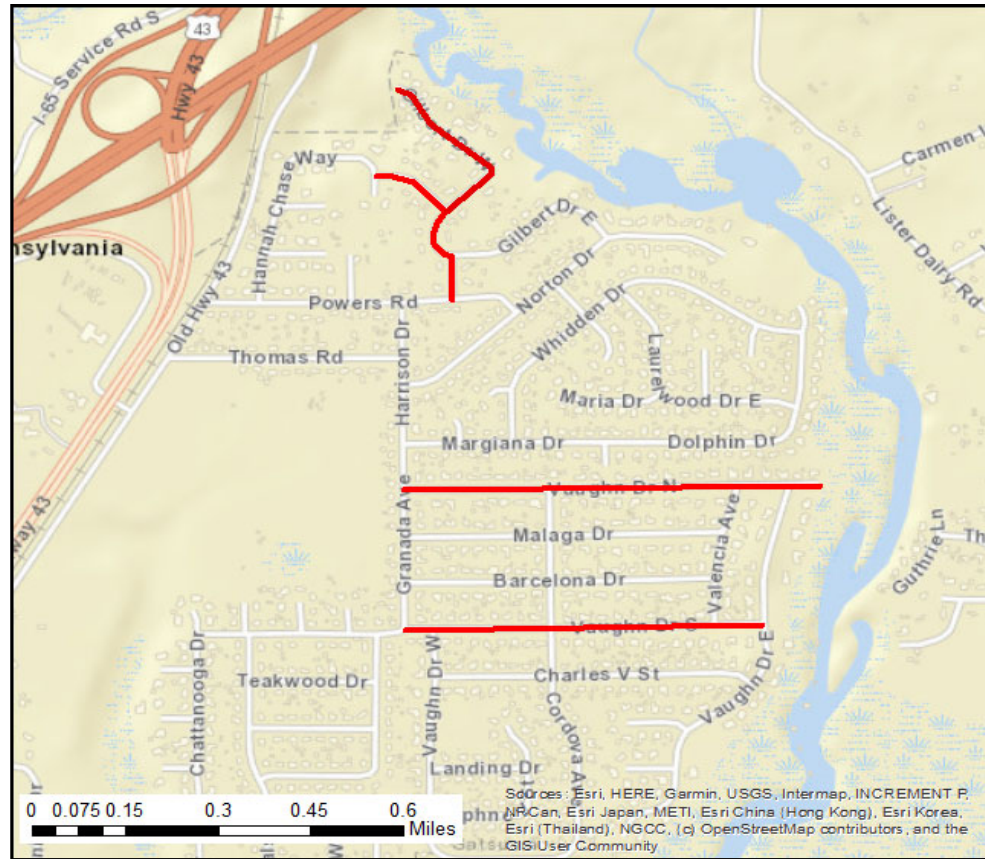 I-65 Service Rd S
43
Hwy 43
Carmen
Lister Dairy Rd
Way
Hannah Chase
Gilbert Dr E
nsylvania
Norton Dr
Old Hwy 43
Powers Rd
Whidden Dr
Thomas Rd
Harrison Dr
Laurelwood Dr E
Maria Dr
Margiana Dr
Dolphin Dr
Vaughn Dr N
Granada Ave
way 43
Malaga Dr
Valencia Ave
Guthrie Ln
Th
Barcelona Dr
Vaughn Dr S
Chattanooga Dr
Teakwood Dr
Vaughn Dr W
Charles V St
Vaughn Dr E
Cordova Ave
Landing Dr
0 0.075 0.15 0.3 0.45 0.6
Miles
Sources: Esri, HERE, Garmin, USGS, Intermap, INCREMENT P,
NRCan, Esri Japan, METI, Esri China (Hong Kong), Esri Korea,
Esri (Thailand), NGCC, (c) OpenStreetMap contributors, and the
GIS User Community